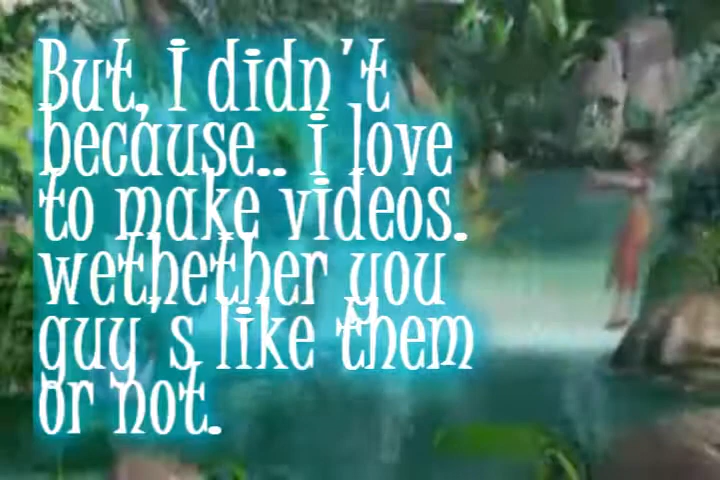 But, I didn't
because.. i love
to make videos.
wethether you
guy's like them
or not.